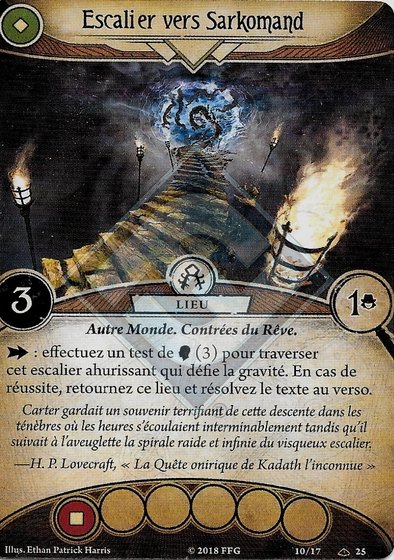 Escalier vers Sarkomand
3
LIEU
1
Autre Monde. Contrées du Rêve.
: effectuez un test de (3) pour traverser
cet escalier ahurissant qui défie la gravité. En cas de
réussite, retournez ce lieu et résolvez le texte au verso.
Carter gardait un souvenir terrifiant de cette descente dans les
ténèbres où les heures s'écoulaient interminablement tandis qu'il
suivait à l'aveuglette la spirale raide et infinie du visqueux escalier.
—H. P. Lovecraft, « La Quête onirique de Kadath l'inconnue »
Illus. Ethan Patrick Harris
© 2018 FFG
10/17
25